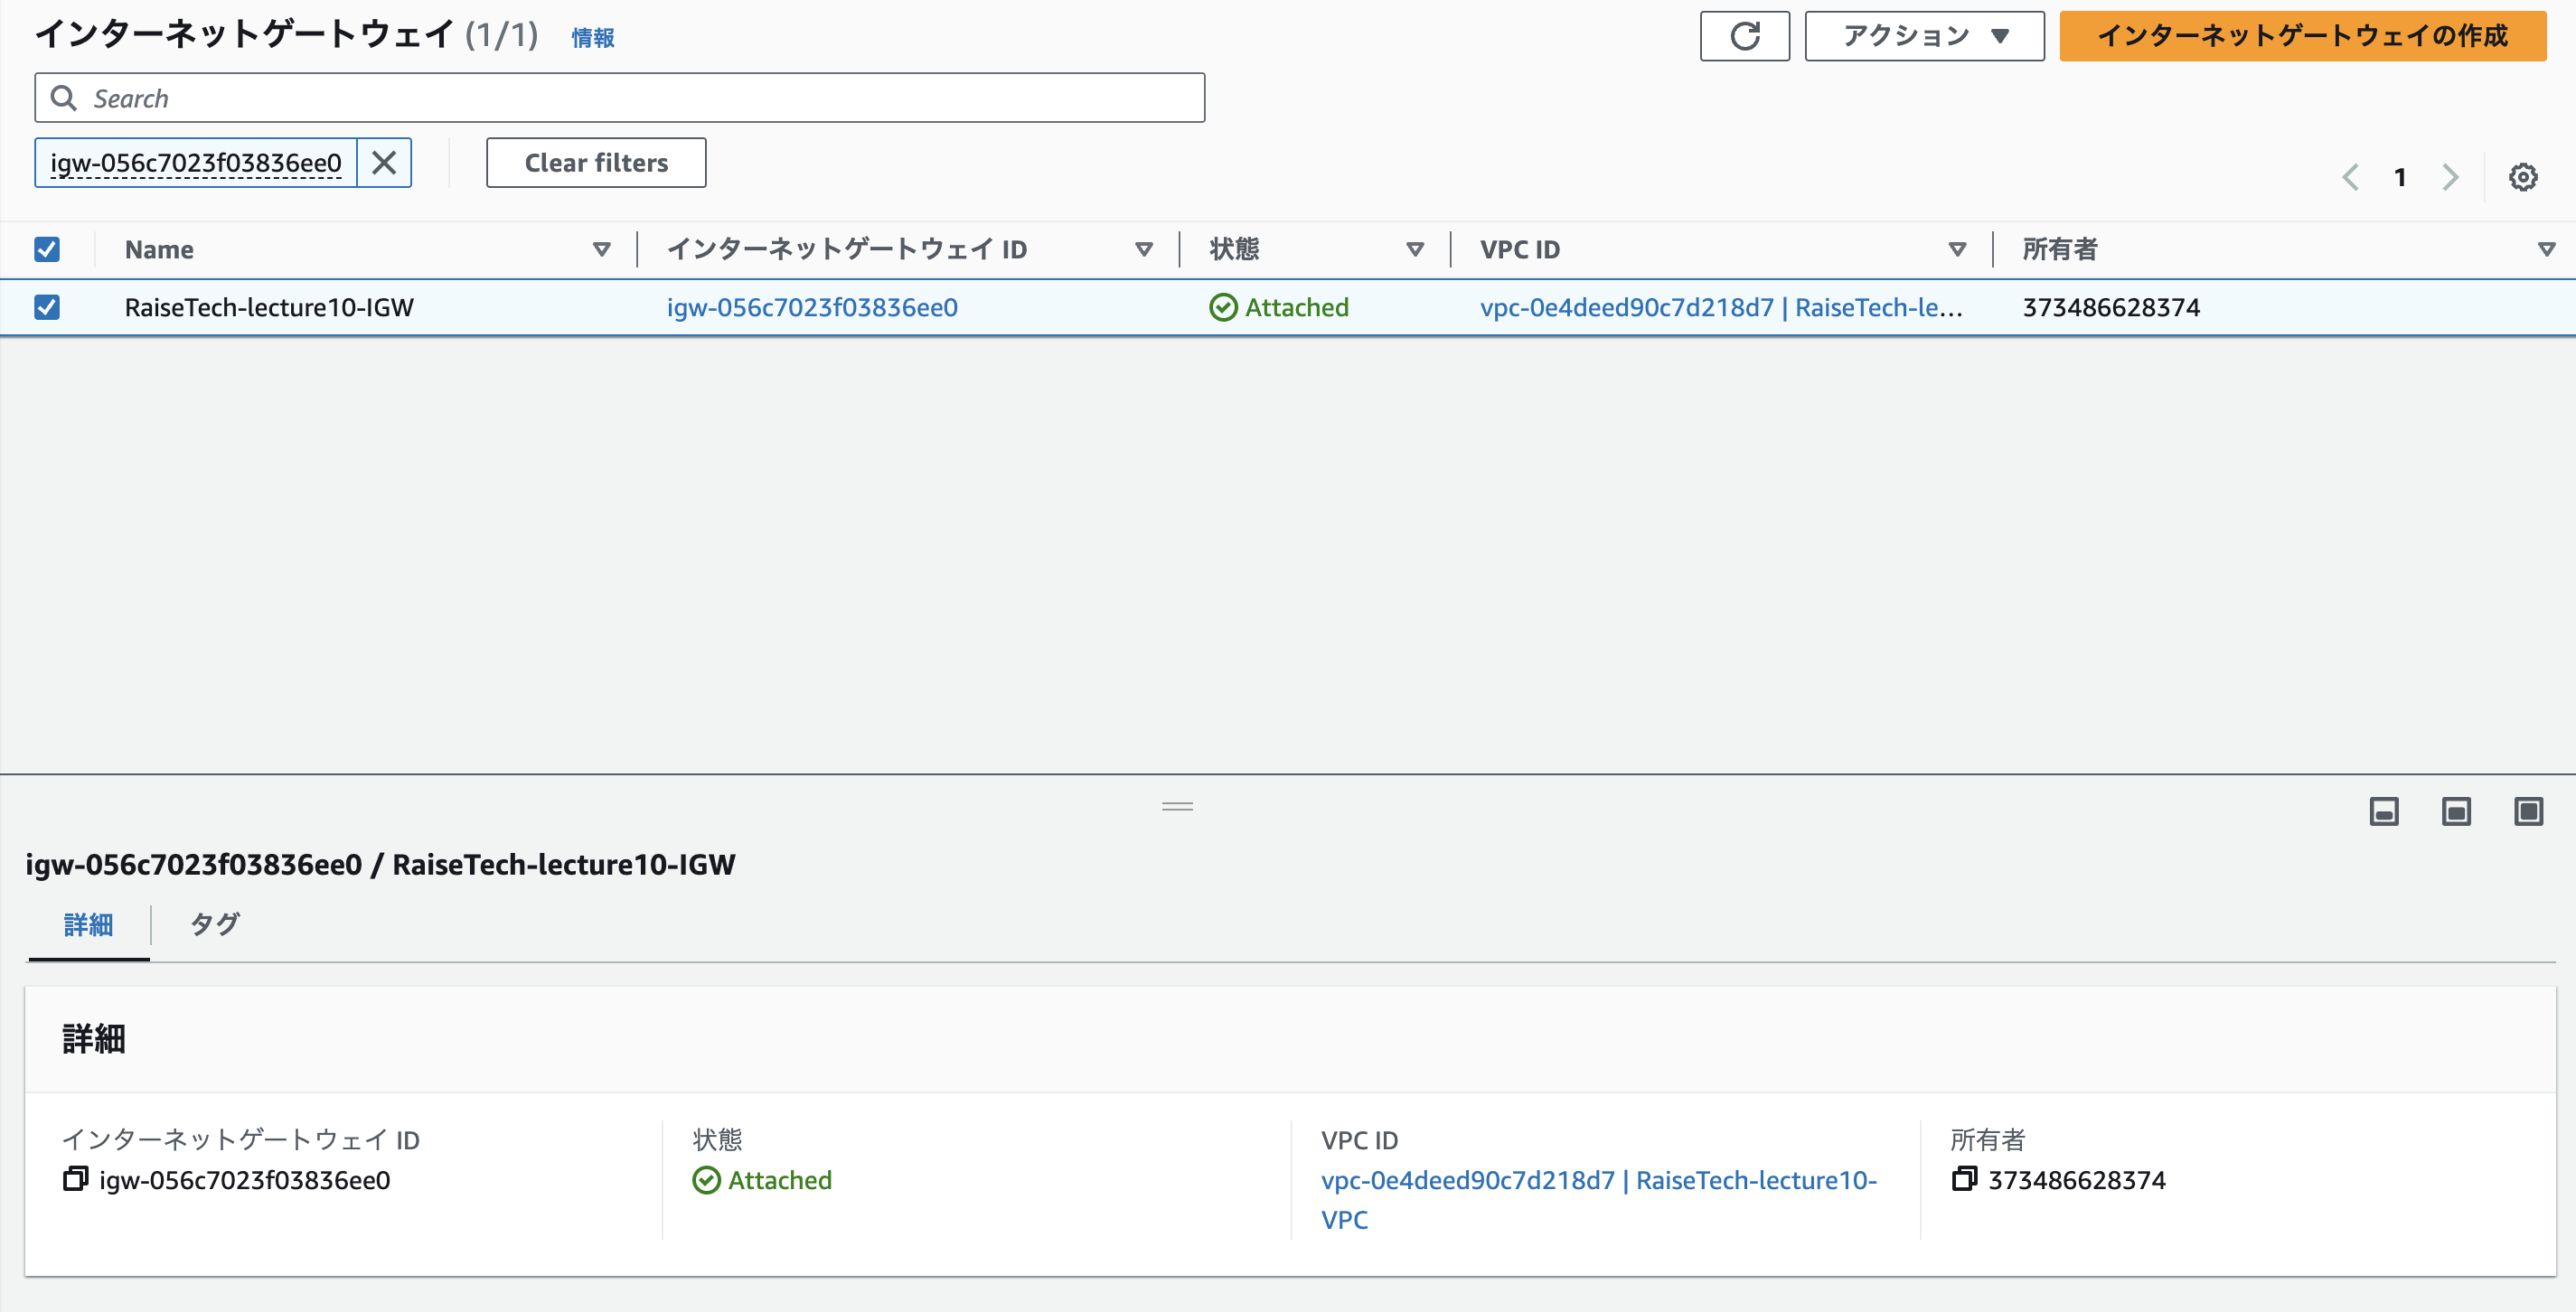 インターネットゲートウェイ (1/1) 情報
アクション
インターネットゲートウェイの作成
Search
igw-056c7023f03836ee0
Clear filters
1
Name インターネットゲートウェイ ID 状態 VPC ID 所有者
RaiseTech-lecture10-IGW igw-056c7023f03836ee0 Attached vpc-0e4deed90c7d218d7 | RaiseTech-le... 373486628374
igw-056c7023f03836ee0 / RaiseTech-lecture10-IGW
詳細 タグ
詳細
インターネットゲートウェイ ID
igw-056c7023f03836ee0
状態
Attached
VPC ID
vpc-0e4deed90c7d218d7 | RaiseTech-lecture10-
VPC
所有者
373486628374